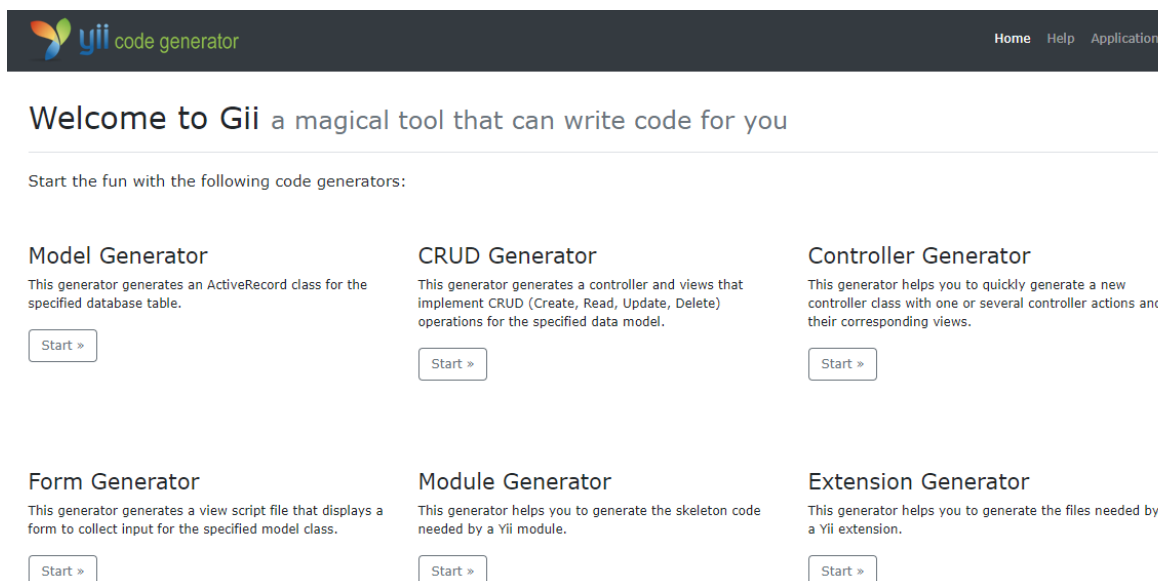 yii code generator
Home Help Application
Welcome to Gii a magical tool that can write code for you
Start the fun with the following code generators:
Model Generator
This generator generates an ActiveRecord class for the
specified database table.
Start »
CRUD Generator
This generator generates a controller and views that
implement CRUD (Create, Read, Update, Delete)
operations for the specified data model.
Start »
Controller Generator
This generator helps you to quickly generate a new
controller class with one or several controller actions and
their corresponding views.
Start »
Form Generator
This generator generates a view script file that displays a
form to collect input for the specified model class.
Start »
Module Generator
This generator helps you to generate the skeleton code
needed by a Yii module.
Start »
Extension Generator
This generator helps you to generate the files needed by
a Yii extension.
Start »